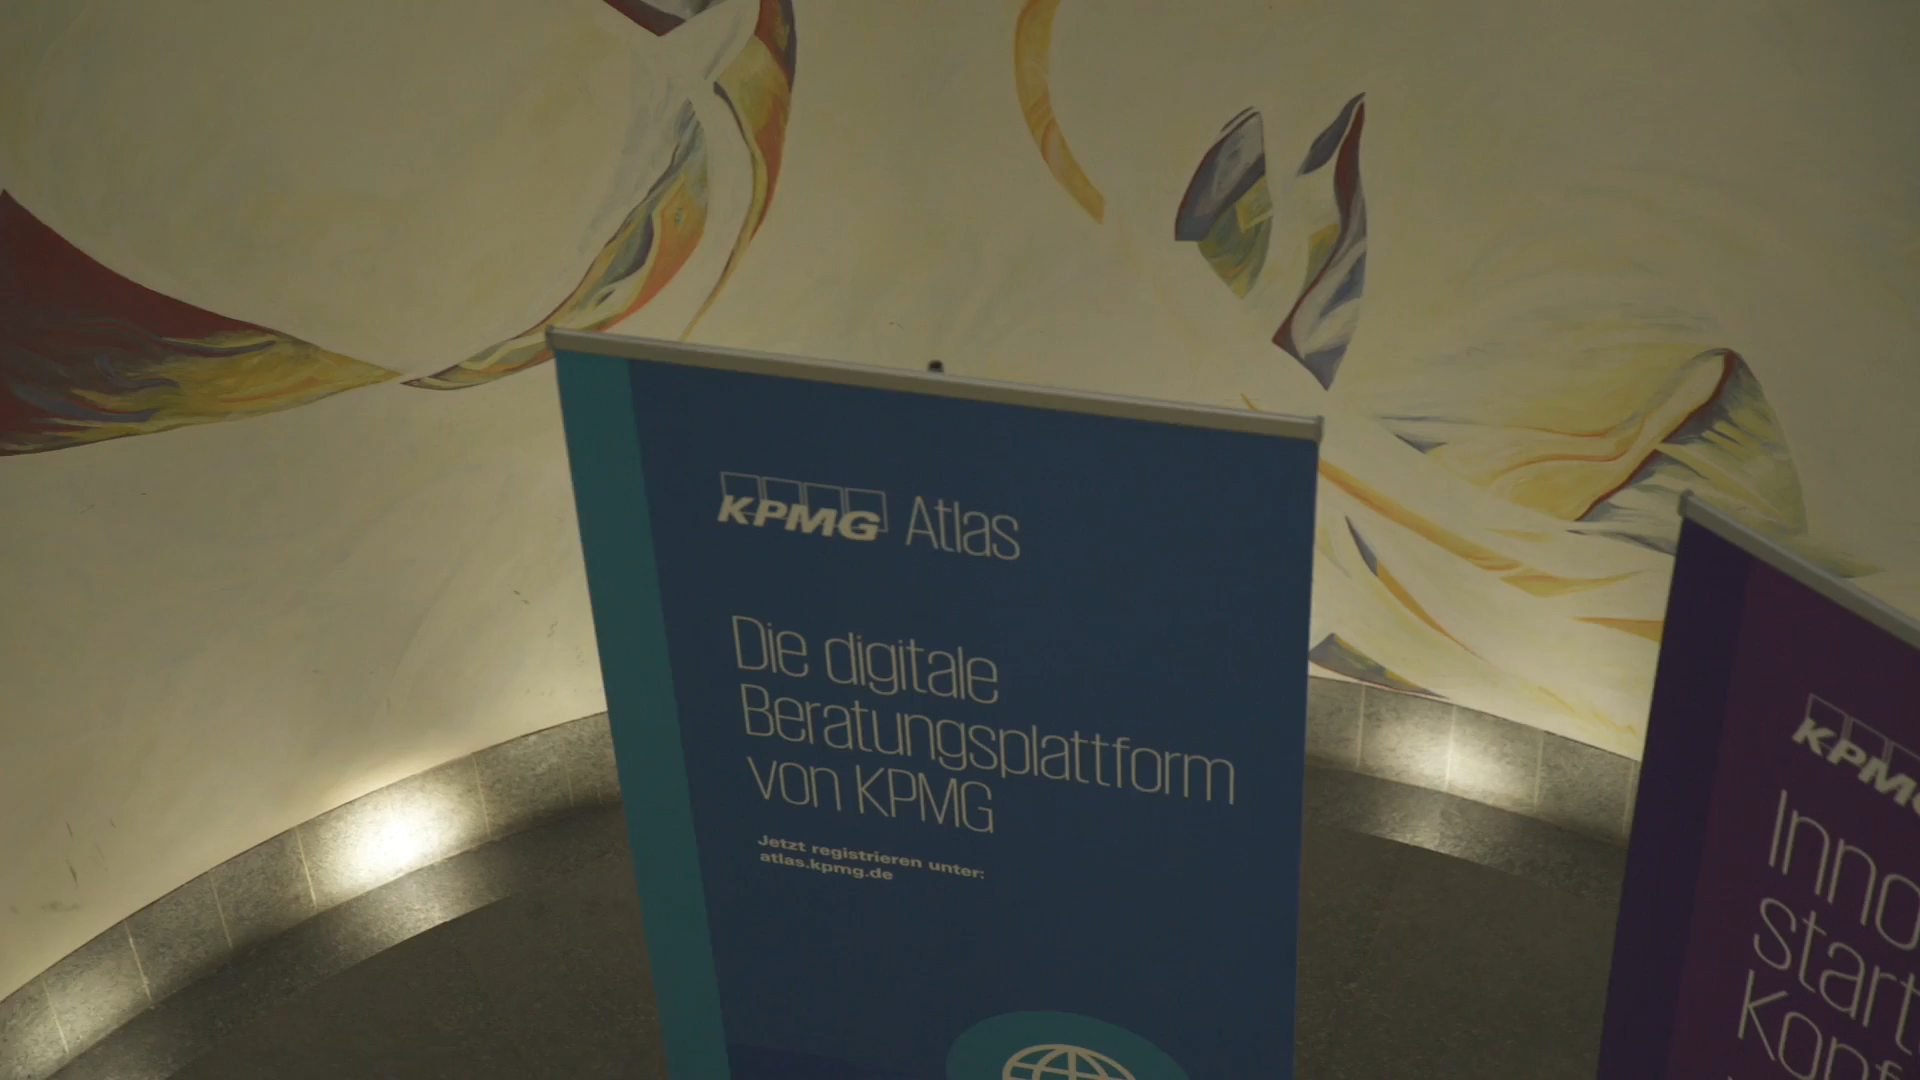 KPMG Atlas
Die digitale
Beratungsplattform
von KPMG
Jetzt registrieren unter:
atlas.kpmg.de
KPMG